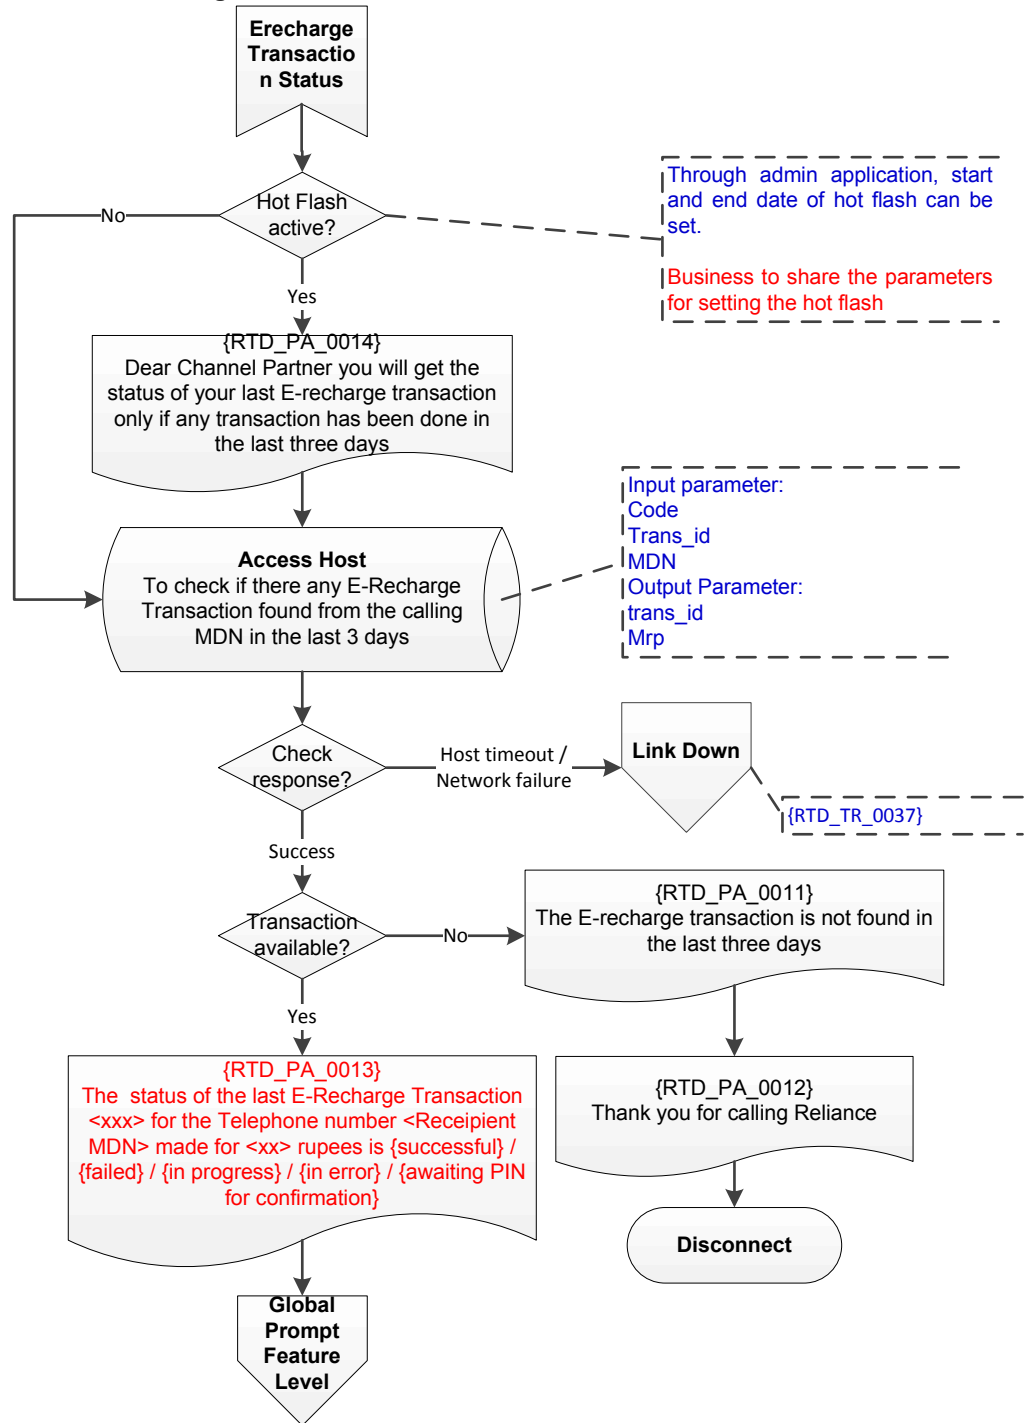 Erecharge
Transactio
n Status
Hot Flash
active?
No
Through admin application, start
and end date of hot flash can be
set.
Business to share the parameters
for setting the hot flash
Yes
{RTD_PA_0014}
Dear Channel Partner you will get the
status of your last E-recharge transaction
only if any transaction has been done in
the last three days
Input parameter:
Code
Trans_id
MDN
Output Parameter:
trans_id
Mrp
Access Host
To check if there any E-Recharge
Transaction found from the calling
MDN in the last 3 days
Check
response?
Host timeout /
Network failure
Link Down
{RTD_TR_0037}
Success
Transaction
available?
No
{RTD_PA_0011}
The E-recharge transaction is not found in
the last three days
Yes
{RTD_PA_0013}
The status of the last E-Recharge Transaction
<xxx> for the Telephone number <Receipient
MDN> made for <xx> rupees is {successful} /
{failed} / {in progress} / {in error} / {awaiting PIN
for confirmation}
{RTD_PA_0012}
Thank you for calling Reliance
Disconnect
Global
Prompt
Feature
Level